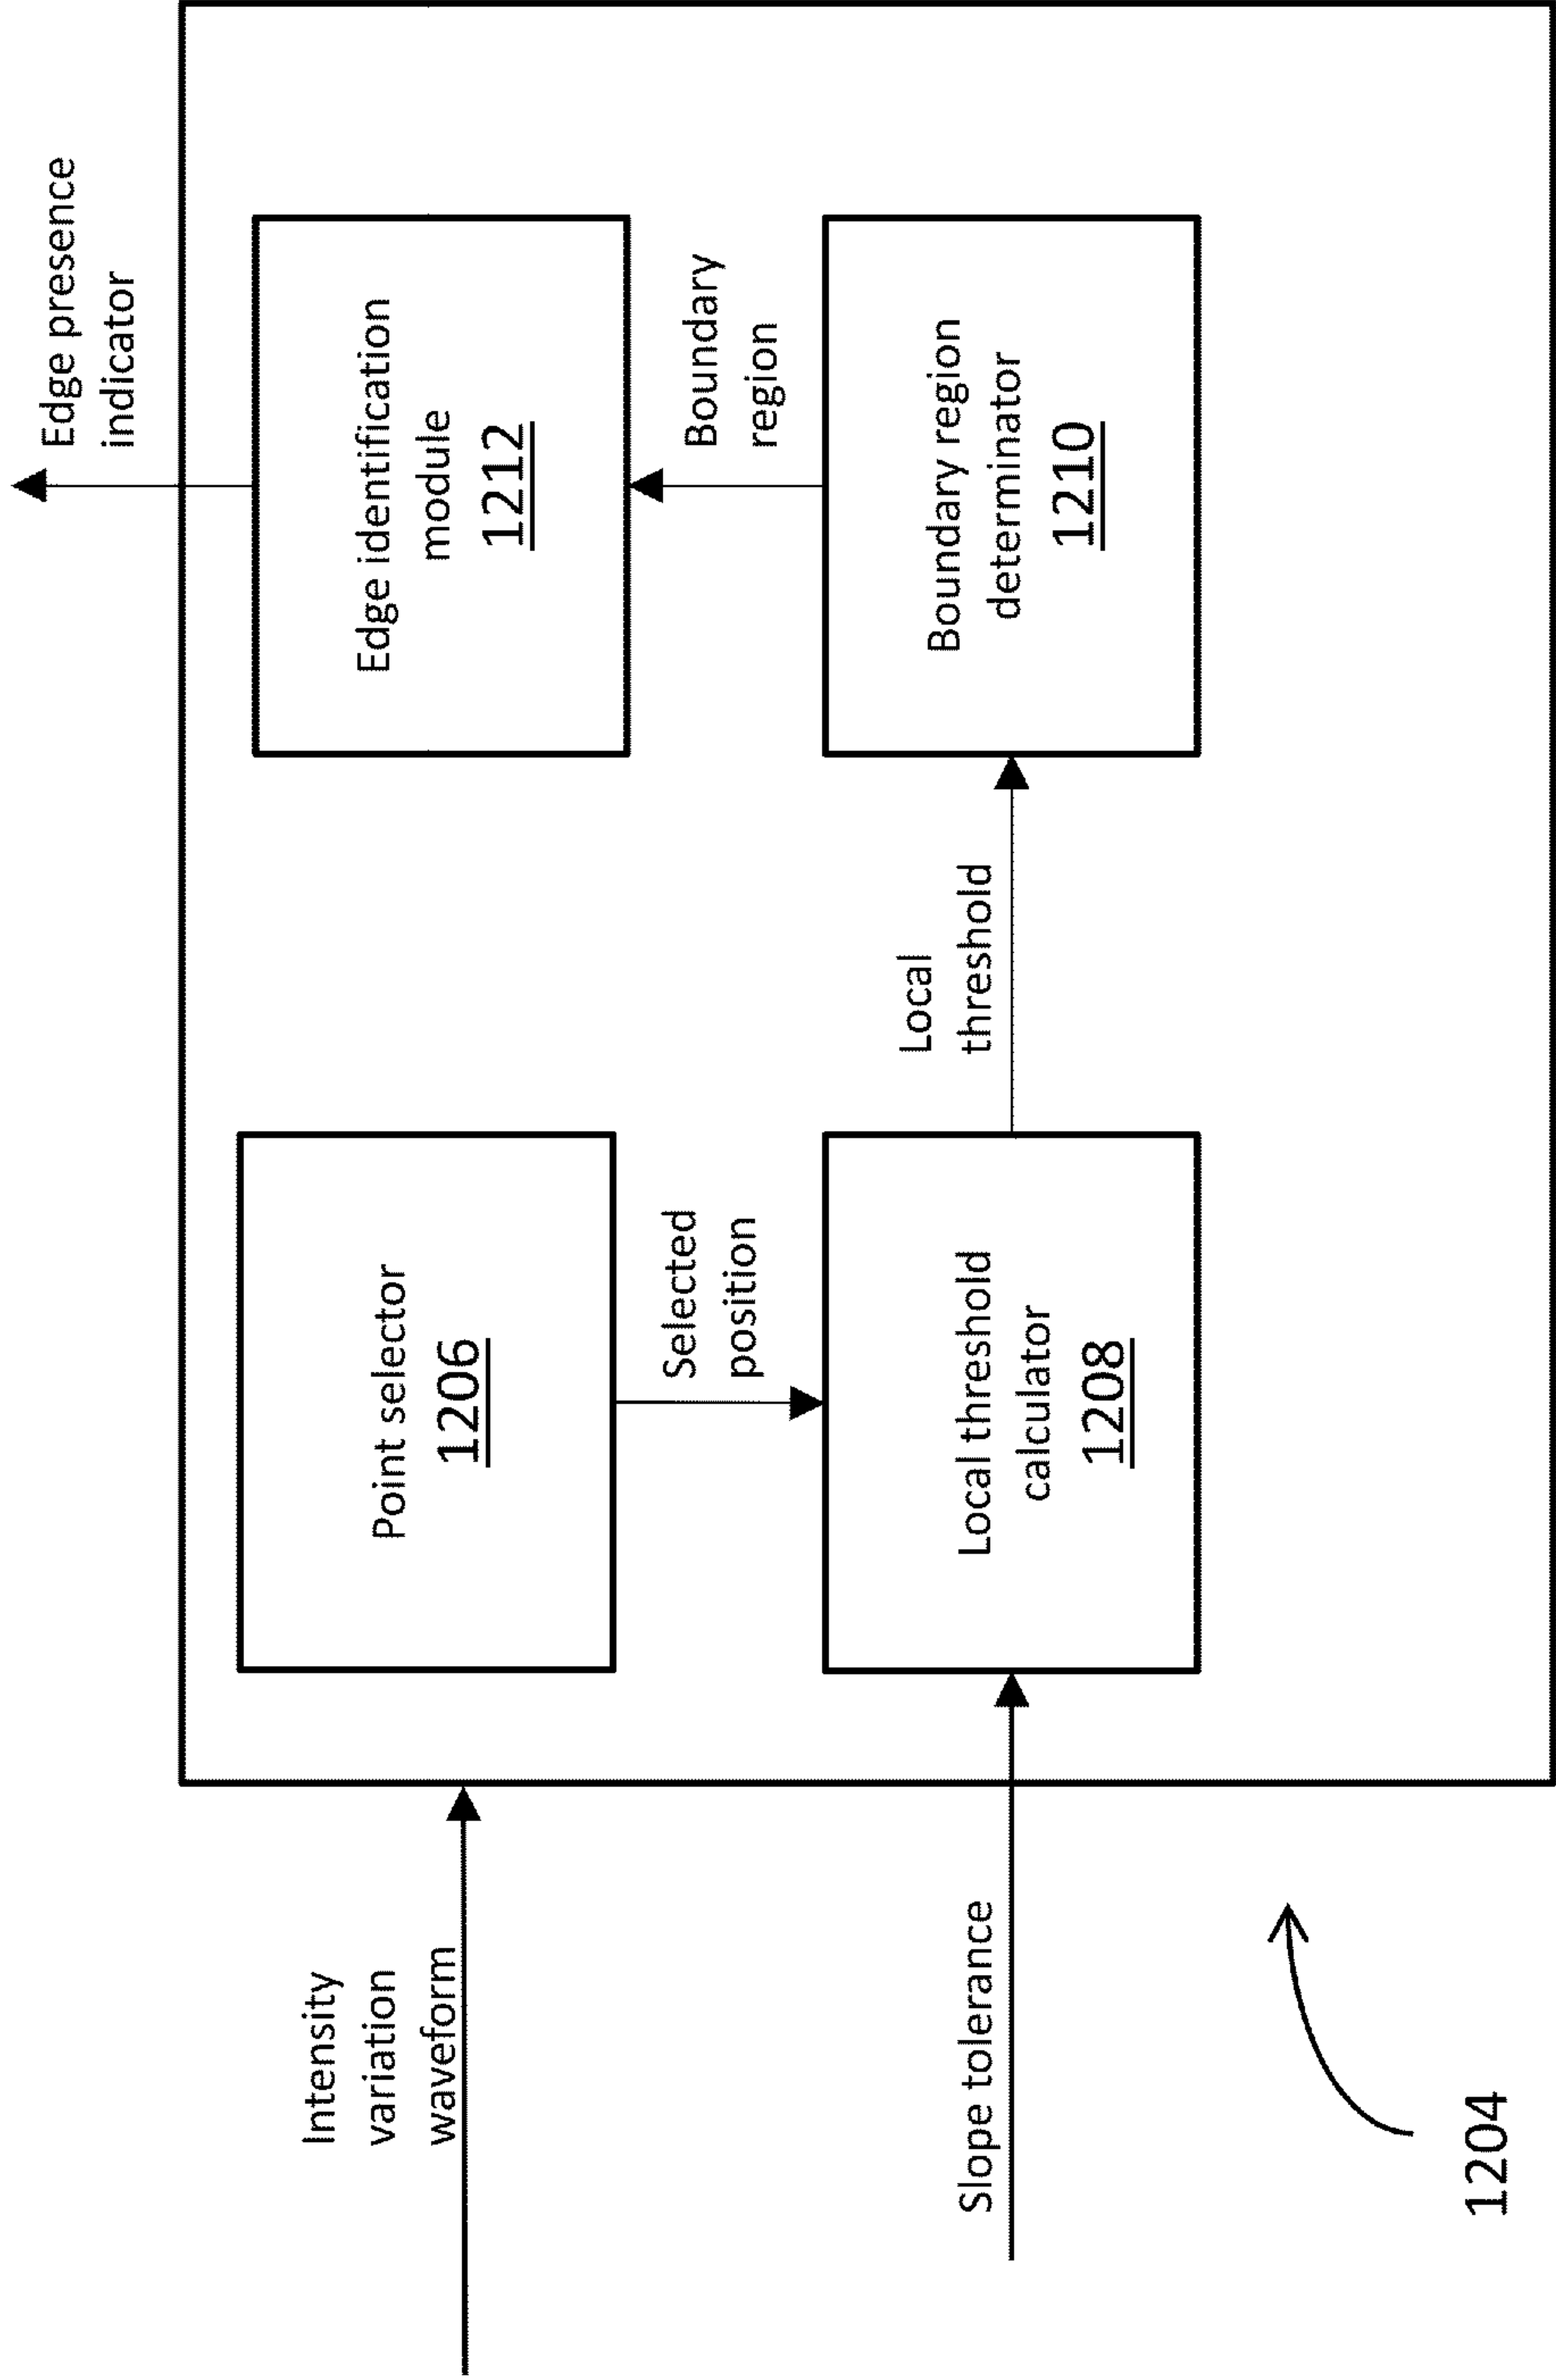 Intensity
variation
waveform
Slope tolerance
1204
Point selector
1206
Selected
position
Local threshold
calculator
1208
Local
threshold
Boundary region
determinator
1210
Boundary
region
Edge identification
module
1212
Edge presence
indicator